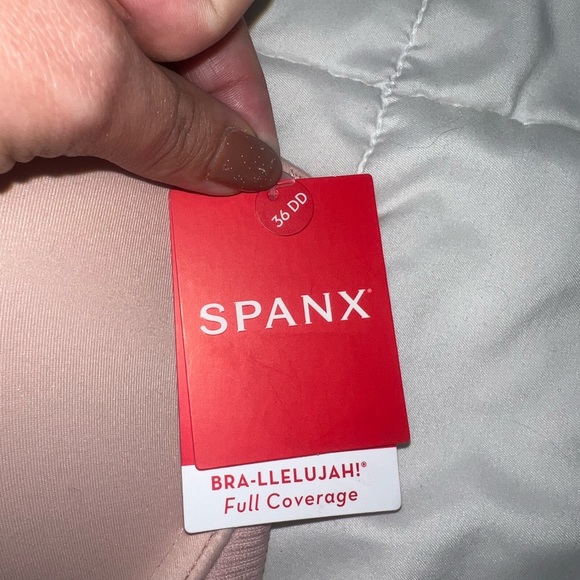 36 DD
SPANX®
BRA-LLELUJAH!®
Full Coverage